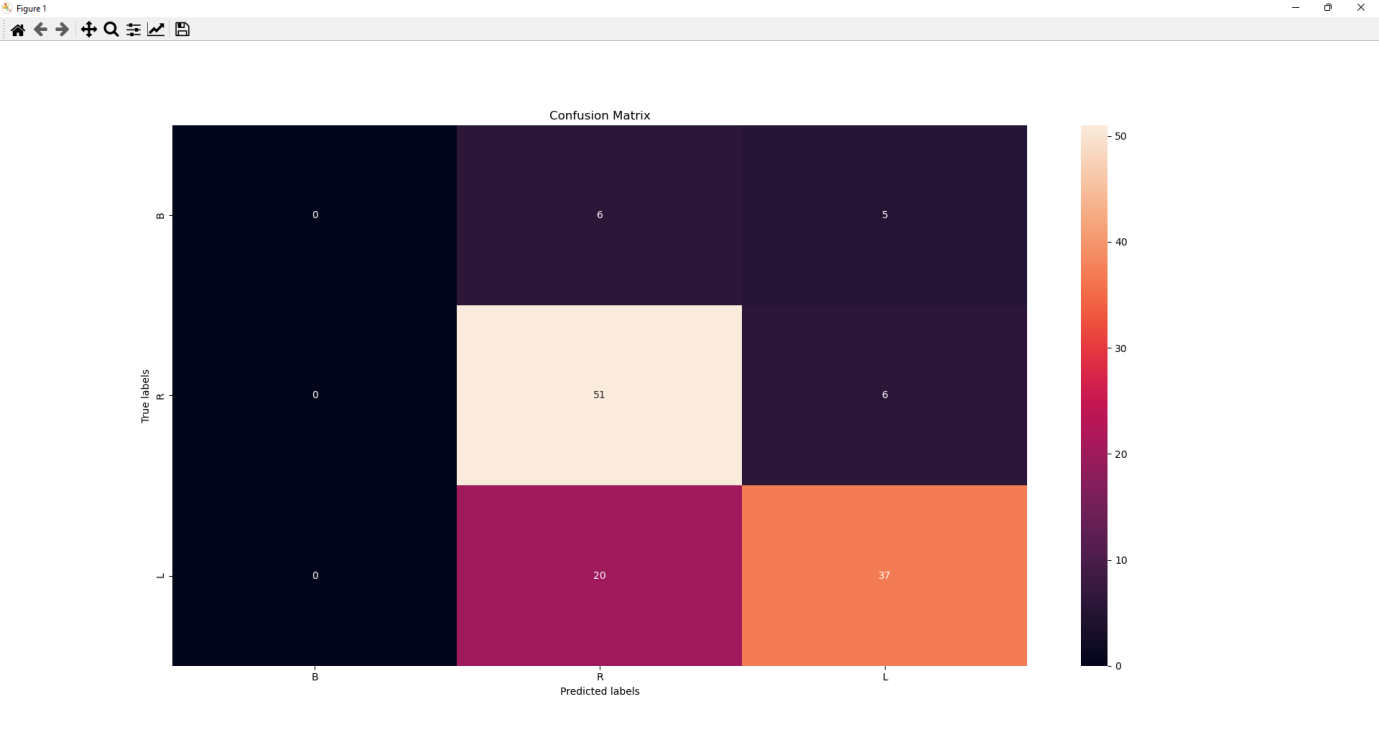 Figure 1
Confusion Matrix
B 0 6 5
R 0 51 6
L 0 20 37
True labels
B R L
Predicted labels
50
40
30
20
10
0